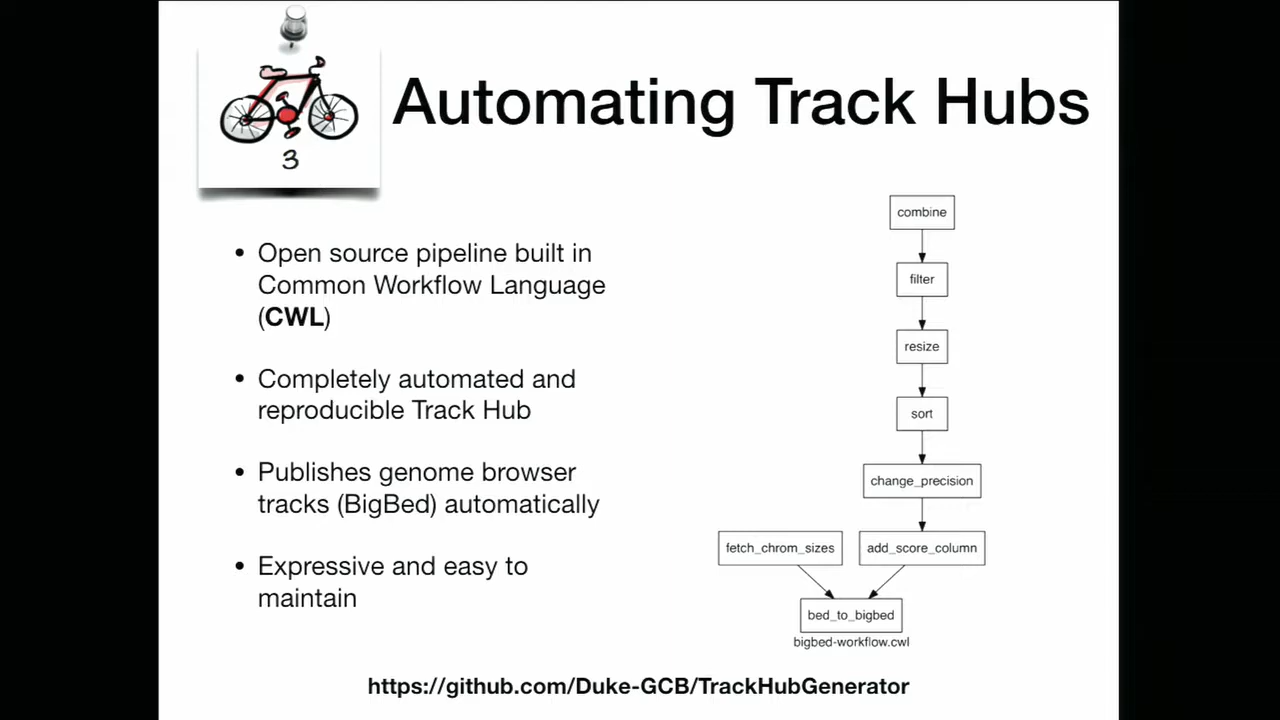 3
Automating Track Hubs
• Open source pipeline built in
Common Workflow Language
(CWL)
• Completely automated and
reproducible Track Hub
• Publishes genome browser
tracks (BigBed) automatically
• Expressive and easy to
maintain
combine
filter
resize
sort
change_precision
fetch_chrom_sizes
add_score_column
bed_to_bigbed
bigbed-workflow.cwl
https://github.com/Duke-GCB/TrackHubGenerator